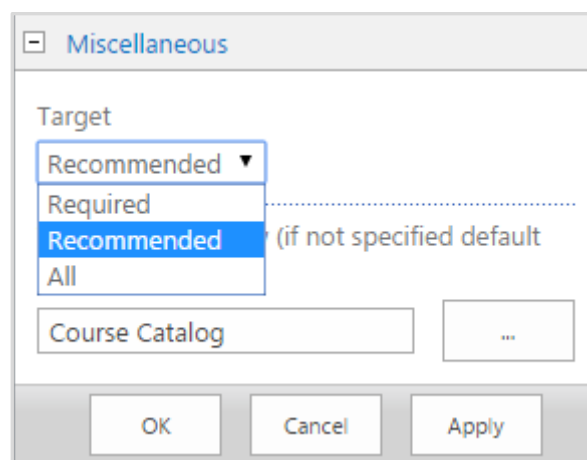 Miscellaneous
Target
Recommended
Required
Recommended
(if not specified default
All
Course Catalog
...
OK
Cancel
Apply